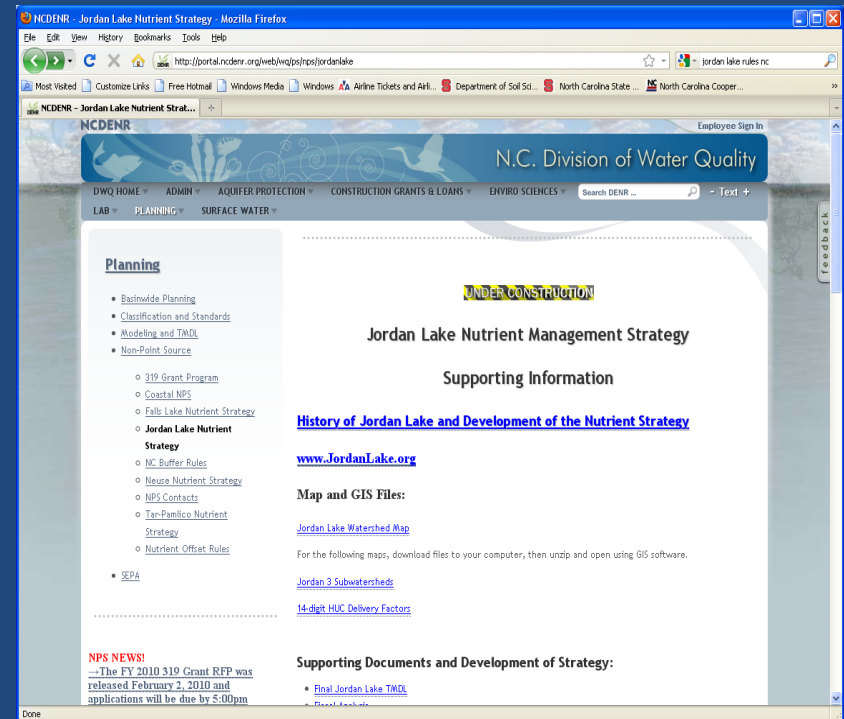 NCDENR - Jordan Lake Nutrient Strategy - Mozilla Firefox
File Edit View History Bookmarks Tools Help
http://portal.ncdenr.org/web/wq/ps/nps/jordanlake
jordan lake rules nc
Most Visited Customize Links Free Hotmail Windows Media Windows Airline Tickets and Airli... Department of Soil Sci... North Carolina State ... North Carolina Cooper... »
NCDENR - Jordan Lake Nutrient Strat...
NCDENR Employee Sign In
N.C. Division of Water Quality
DWQ HOME ADMIN AQUIFER PROTECTION CONSTRUCTION GRANTS & LOANS ENVIRO SCIENCES Search DENR ... - Text +
LAB PLANNING SURFACE WATER
feedback
Planning
Basinwide Planning
Classification and Standards
Modeling and TMDL
Non-Point Source
319 Grant Program
Coastal NPS
Falls Lake Nutrient Strategy
Jordan Lake Nutrient
Strategy
NC Buffer Rules
Neuse Nutrient Strategy
NPS Contacts
Tar-Pamlico Nutrient
Strategy
Nutrient Offset Rules
SEPA
NPS NEWS!
→The FY 2010 319 Grant RFP was
released February 2, 2010 and
applications will be due by 5:00pm
UNDER CONSTRUCTION
Jordan Lake Nutrient Management Strategy
Supporting Information
History of Jordan Lake and Development of the Nutrient Strategy
www.JordanLake.org
Map and GIS Files:
Jordan Lake Watershed Map
For the following maps, download files to your computer, then unzip and open using GIS software.
Jordan 3 Subwatersheds
14-digit HUC Delivery Factors
Supporting Documents and Development of Strategy:
Final Jordan Lake TMDL
Fiscal Analysis
Done